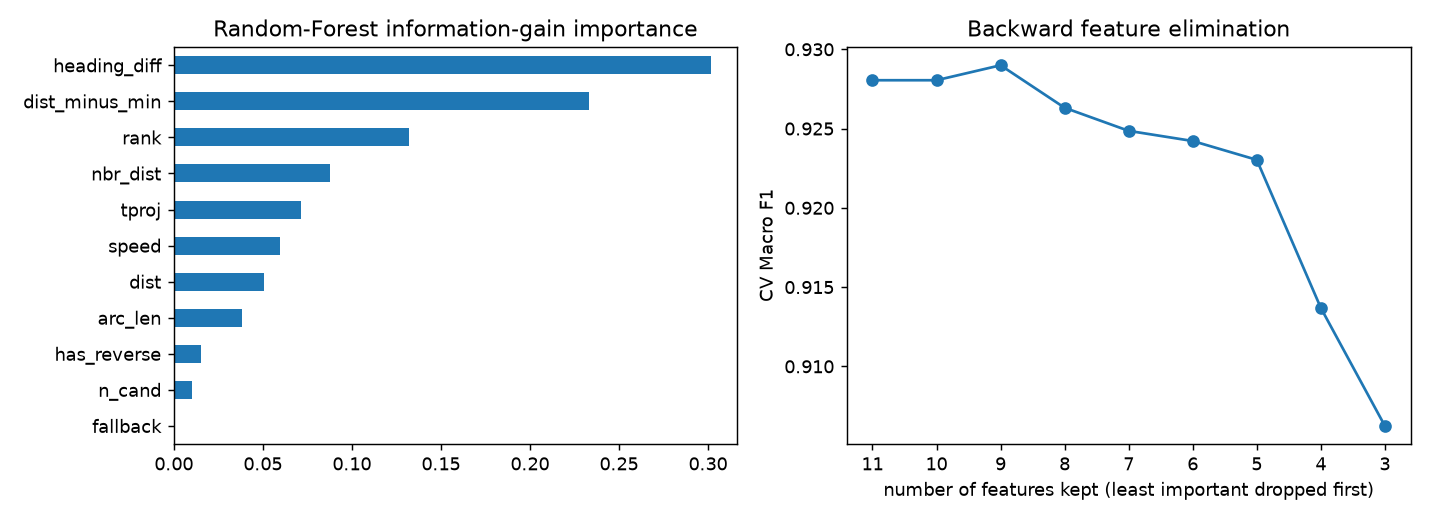 Random-Forest information-gain importance
heading_diff
dist_minus_min
rank
nbr_dist
tproj
speed
dist
arc_len
has_reverse
n_cand
fallback
0.00 0.05 0.10 0.15 0.20 0.25 0.30
Backward feature elimination
CV Macro F1
0.930
0.925
0.920
0.915
0.910
11 10 9 8 7 6 5 4 3
number of features kept (least important dropped first)